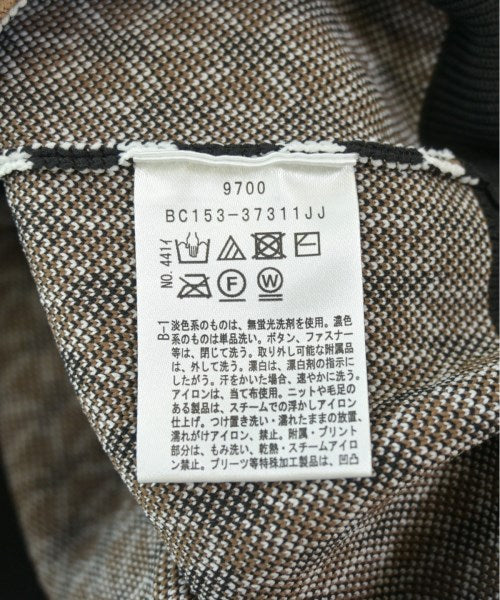 9700
BC153-37311JJ
NO.441イ
F
W
B-1
淡色系のものは、無蛍光洗剤を使用。濃色
系のものは単品洗い。ボタン、ファスナー
等は、閉じて洗う。取り外し可能な附属品
は、外して洗う。漂白は、漂白剤の指示に
したがう。汗をかいた場合、速やかに洗う。
アイロンは、当て布使用。ニットや毛足の
ある製品は、スチームでの浮かしアイロン
仕上げ。つけ置き洗い・濡れたままの放置、
濡れがけアイロン、禁止。附属・プリント
部分は、もみ洗い、乾熱・スチームアイロ
ン禁止。プリーツ等特殊加工製品は、凹凸